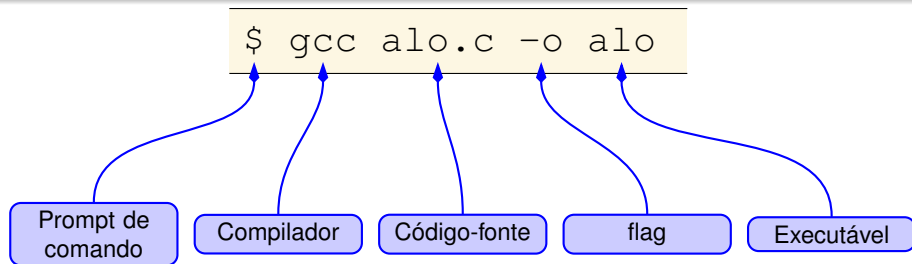 $ gcc alo.c -o alo
Prompt de
comando
Compilador
Código-fonte
flag
Executável